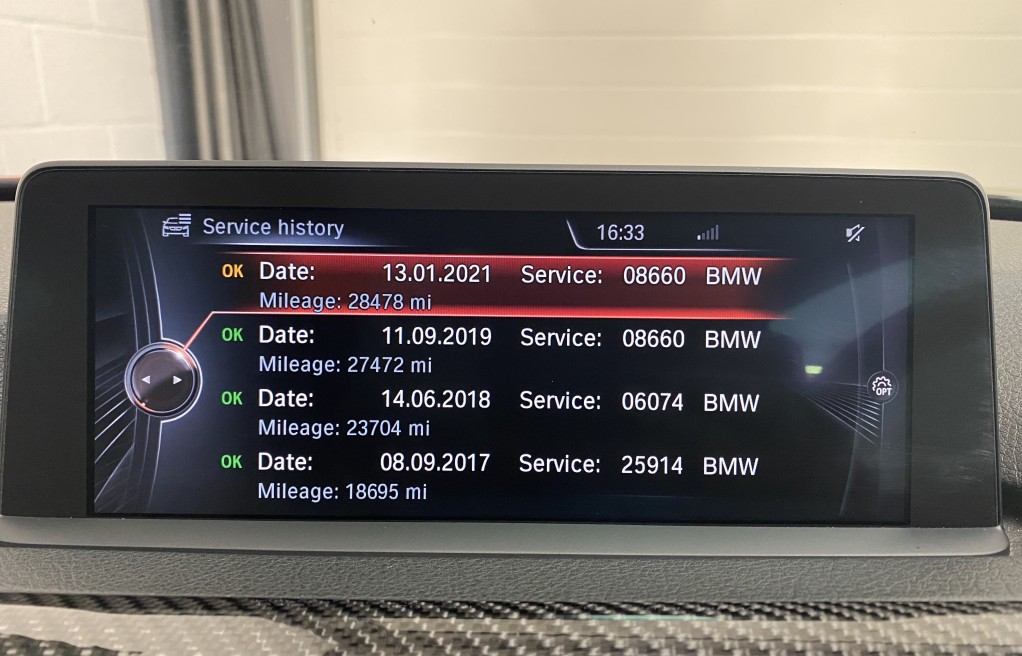 Service history 16:33
OK Date: 13.01.2021 Service: 08660 BMW
Mileage: 28478 mi
OK Date: 11.09.2019 Service: 08660 BMW
Mileage: 27472 mi
OK Date: 14.06.2018 Service: 06074 BMW
Mileage: 23704 mi
OK Date: 08.09.2017 Service: 25914 BMW
Mileage: 18695 mi
OPT